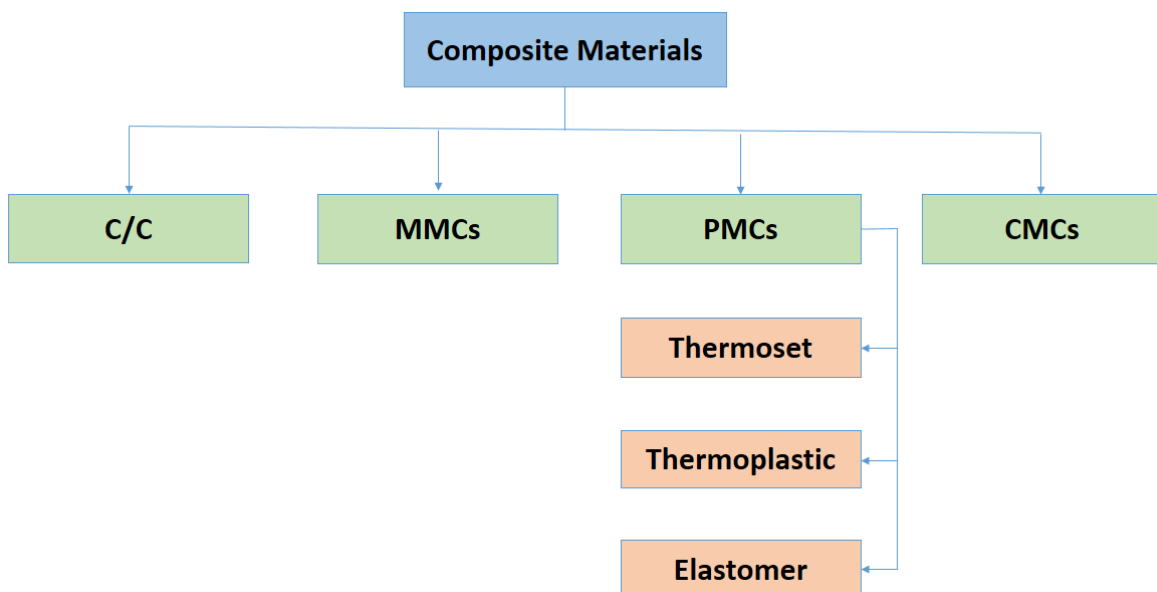 Composite Materials
C/C
MMCs
PMCs
CMCs
Thermoset
Thermoplastic
Elastomer